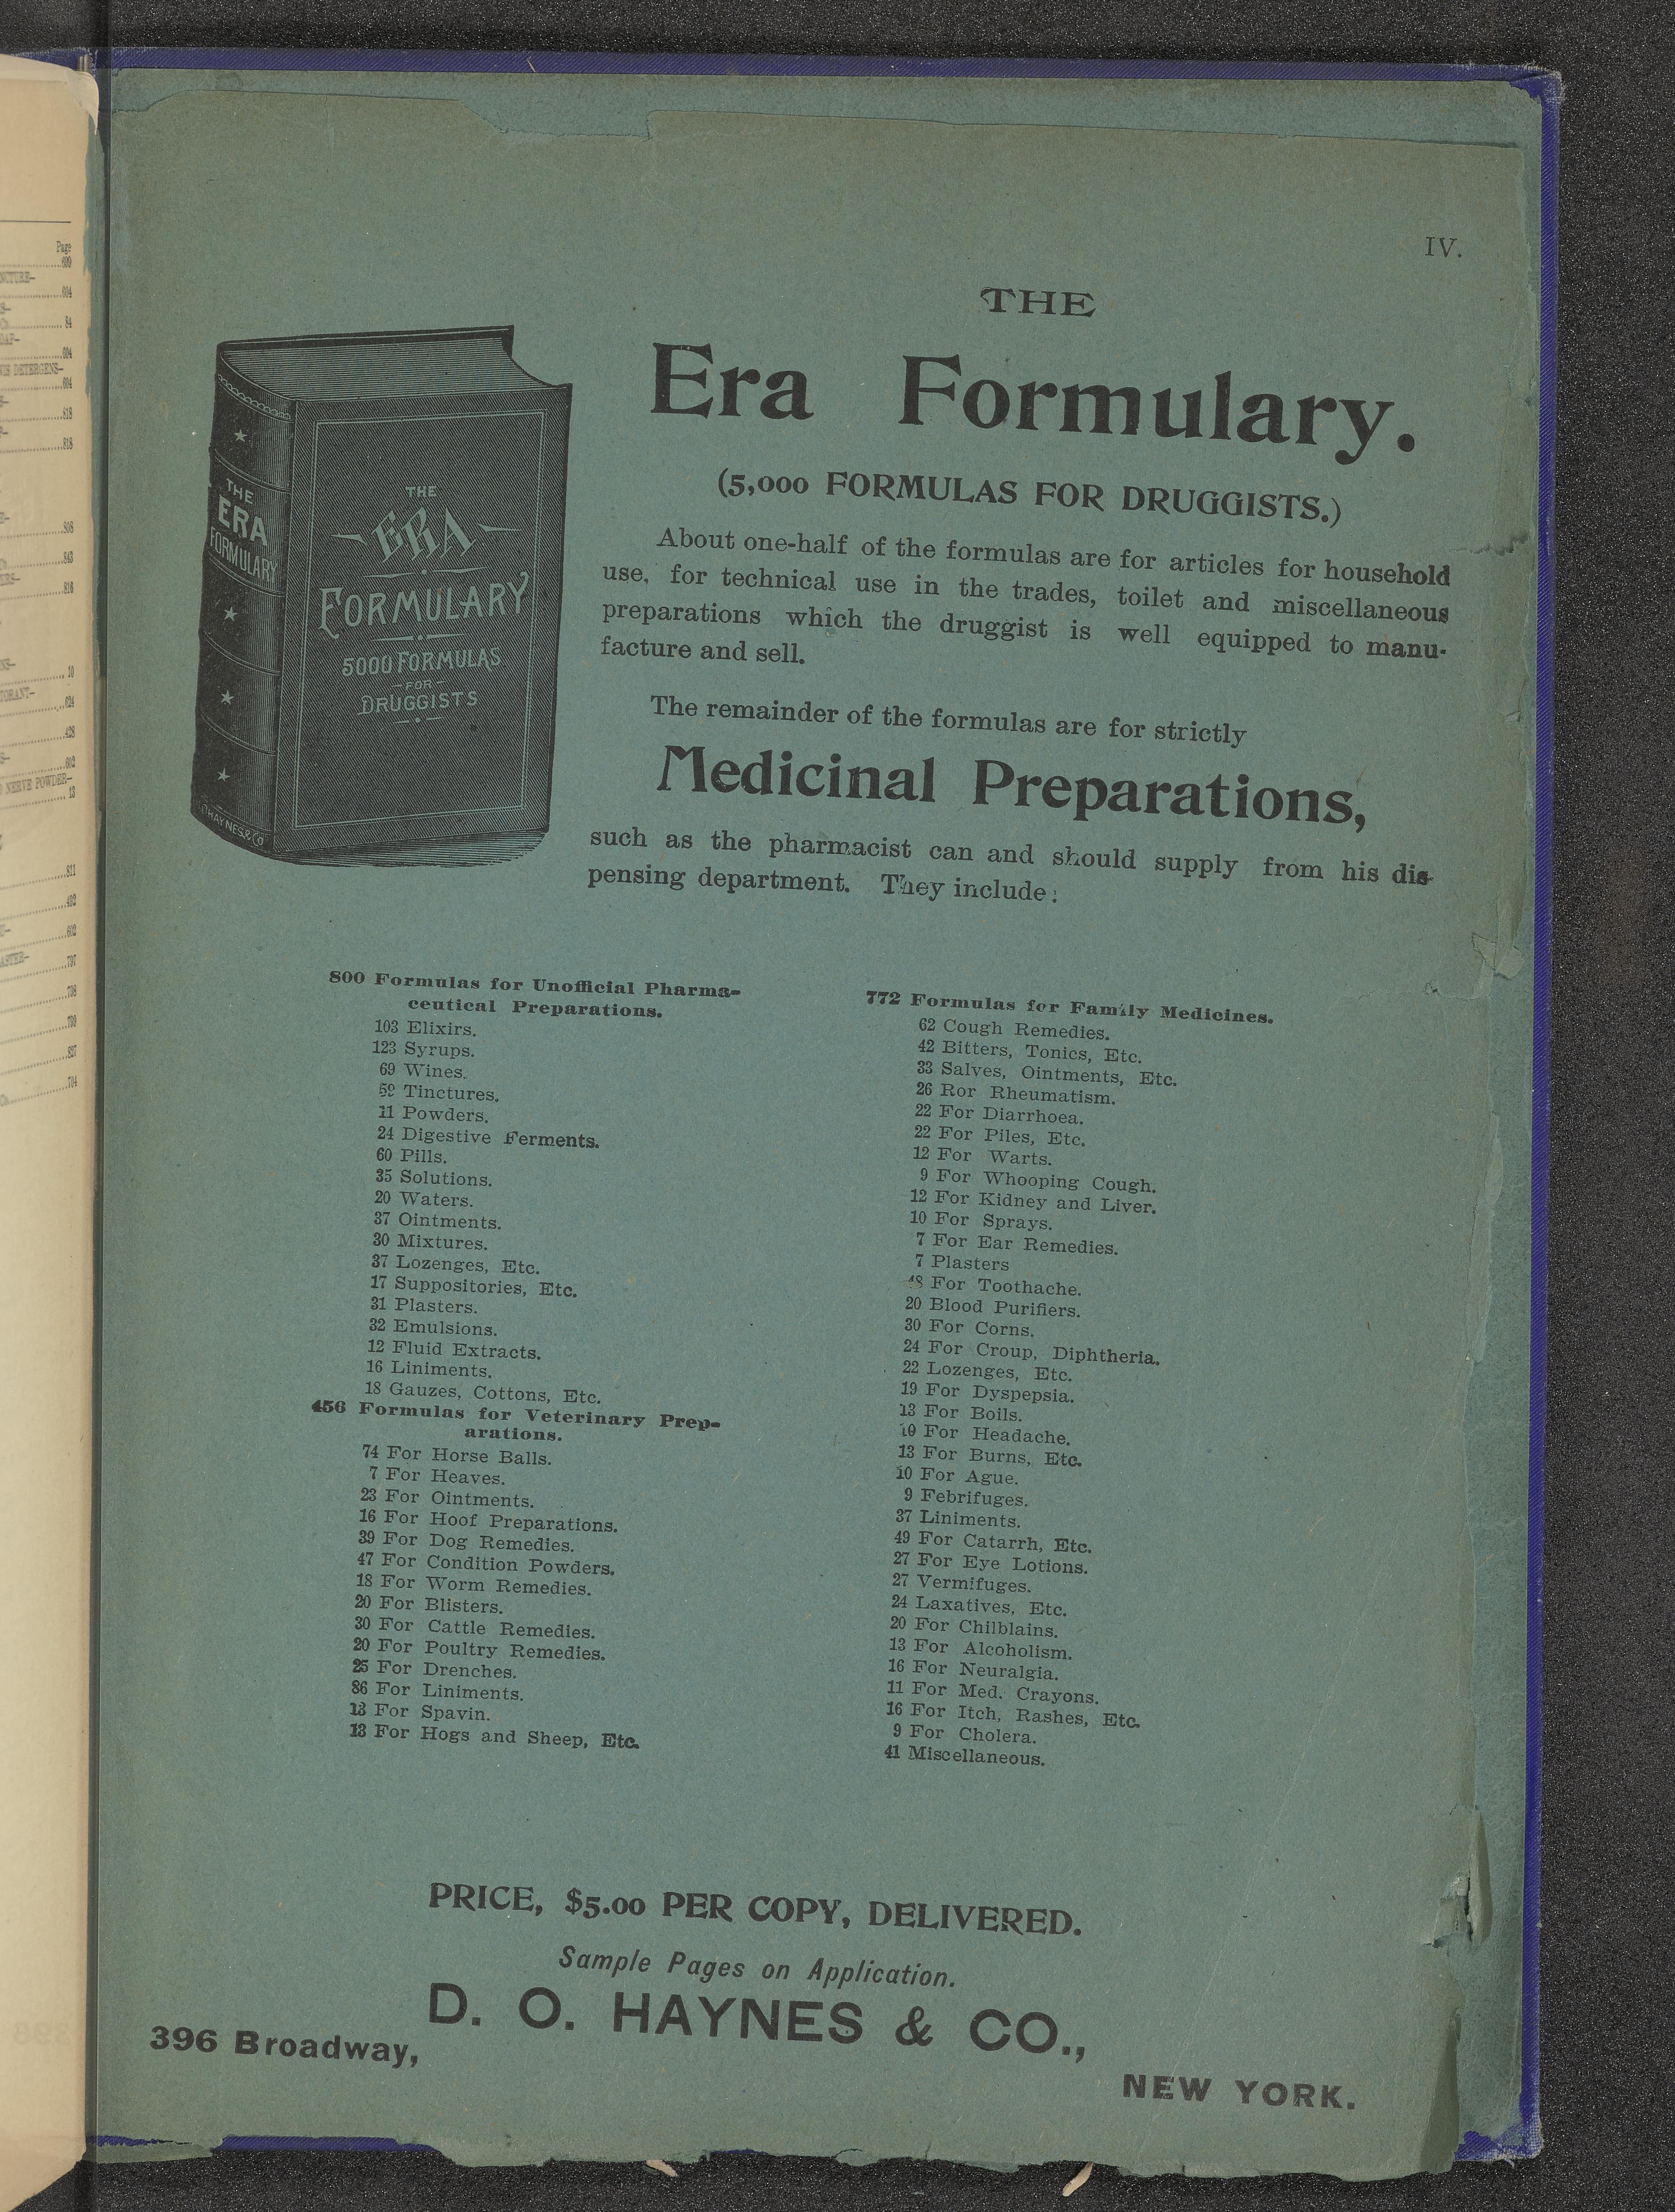 IV.
THE
Era Formulary.
(5,000 FORMULAS FOR DRUGGISTS.)
About one-half of the formulas are for articles for household
use, for technical use in the trades, toilet and miscellaneous
preparations which the druggist is well equipped to manu-
facture and sell.
The remainder of the formulas are for strictly
Medicinal Preparations,
such as the pharmacist can and should supply from his dis-
pensing department. They include:
THE
ERA
FORMULARY
D.O.HAYNES & CO
THE
ERA
FORMULARY
5000 FORMULAS
FOR
DRUGGISTS
800 Formulas for Unofficial Pharma-
ceutical Preparations.
103 Elixirs.
123 Syrups.
69 Wines.
52 Tinctures.
11 Powders.
24 Digestive Ferments.
60 Pills.
35 Solutions.
20 Waters.
37 Ointments.
30 Mixtures.
37 Lozenges, Etc.
17 Suppositories, Etc.
31 Plasters.
32 Emulsions.
12 Fluid Extracts.
16 Liniments.
18 Gauzes, Cottons, Etc.
456 Formulas for Veterinary Prep-
arations.
74 For Horse Balls.
7 For Heaves.
23 For Ointments.
16 For Hoof Preparations.
39 For Dog Remedies.
47 For Condition Powders.
18 For Worm Remedies.
20 For Blisters.
30 For Cattle Remedies.
20 For Poultry Remedies.
25 For Drenches.
86 For Liniments.
13 For Spavin.
13 For Hogs and Sheep, Etc.
772 Formulas for Family Medicines.
62 Cough Remedies.
42 Bitters, Tonics, Etc.
33 Salves, Ointments, Etc.
26 Ror Rheumatism.
22 For Diarrhoea.
22 For Piles, Etc.
12 For Warts.
9 For Whooping Cough.
12 For Kidney and Liver.
10 For Sprays.
7 For Ear Remedies.
7 Plasters
48 For Toothache.
20 Blood Purifiers.
30 For Corns.
24 For Croup, Diphtheria.
22 Lozenges, Etc.
19 For Dyspepsia.
13 For Boils.
10 For Headache.
13 For Burns, Etc.
10 For Ague.
9 Febrifuges.
37 Liniments.
49 For Catarrh, Etc.
27 For Eye Lotions.
27 Vermifuges.
24 Laxatives, Etc.
20 For Chilblains.
13 For Alcoholism.
16 For Neuralgia.
11 For Med. Crayons.
16 For Itch, Rashes, Etc.
9 For Cholera.
41 Miscellaneous.
PRICE, $5.00 PER COPY, DELIVERED.
Sample Pages on Application.
D. O. HAYNES & CO.,
396 Broadway,
NEW YORK.